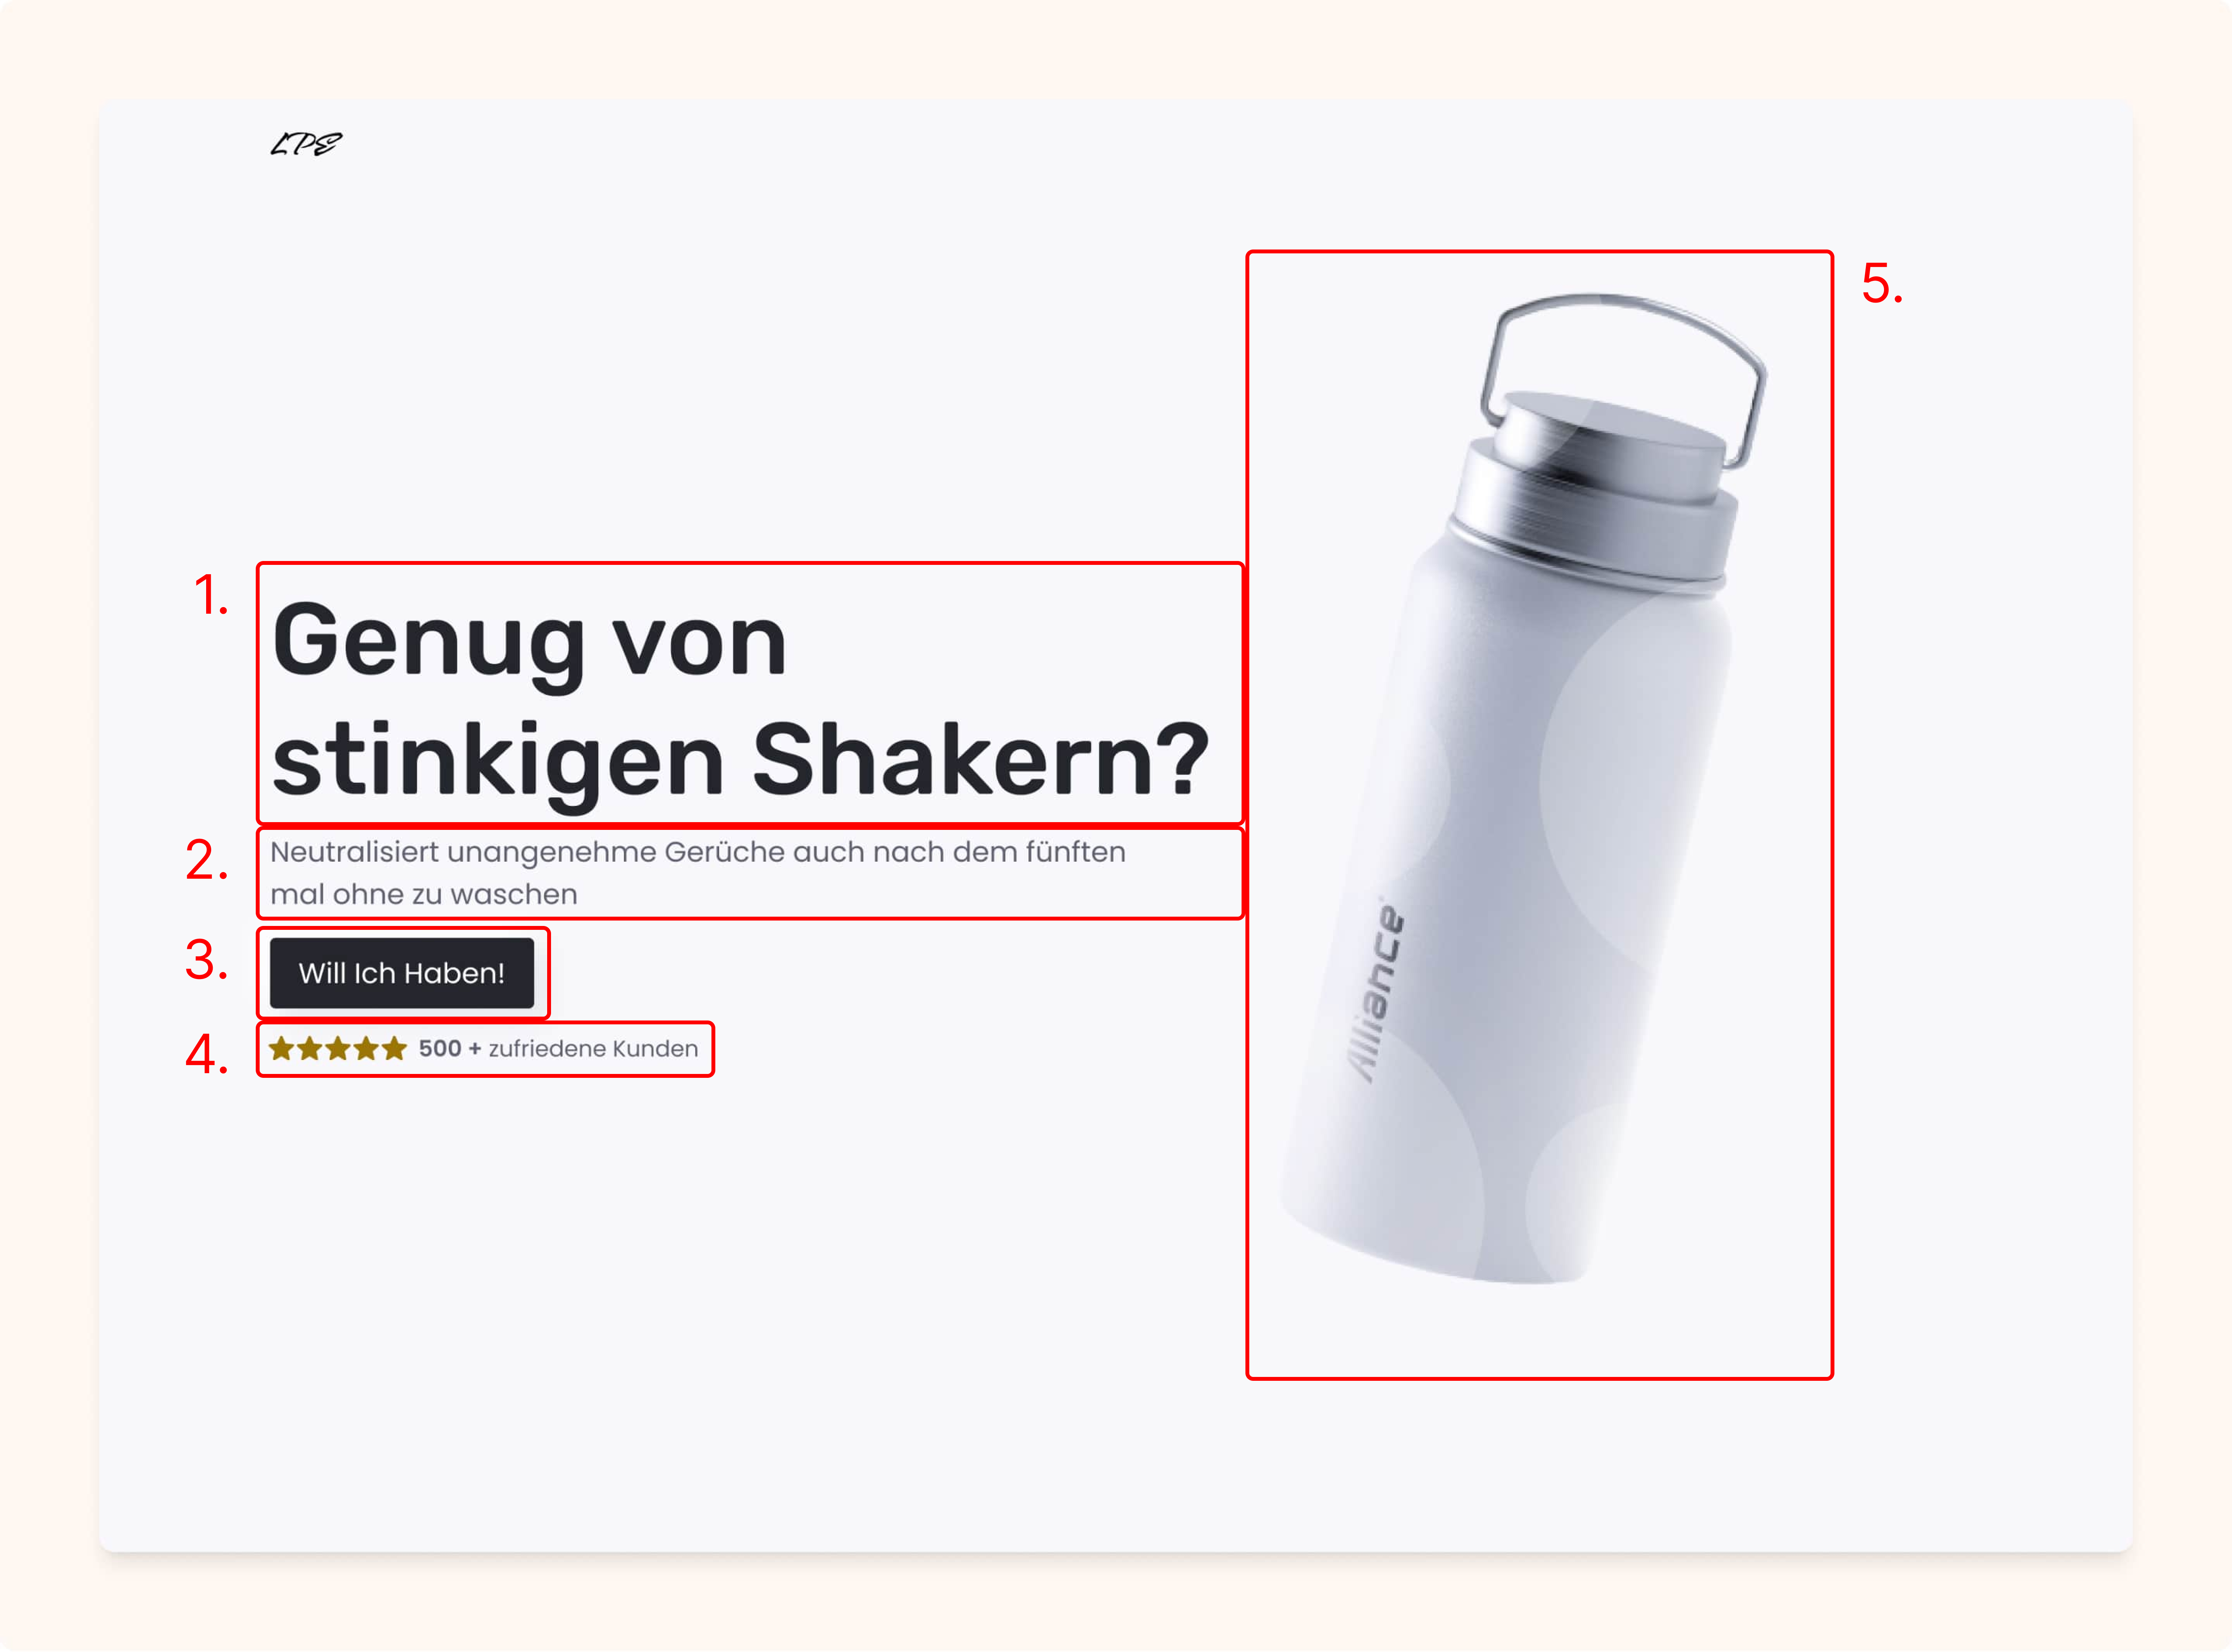 LPE
1.
Genug von
stinkigen Shakern?
2.
Neutralisiert unangenehme Gerüche auch nach dem fünften
mal ohne zu waschen
3.
Will Ich Haben!
4.
500 + zufriedene Kunden
5.
Alliance